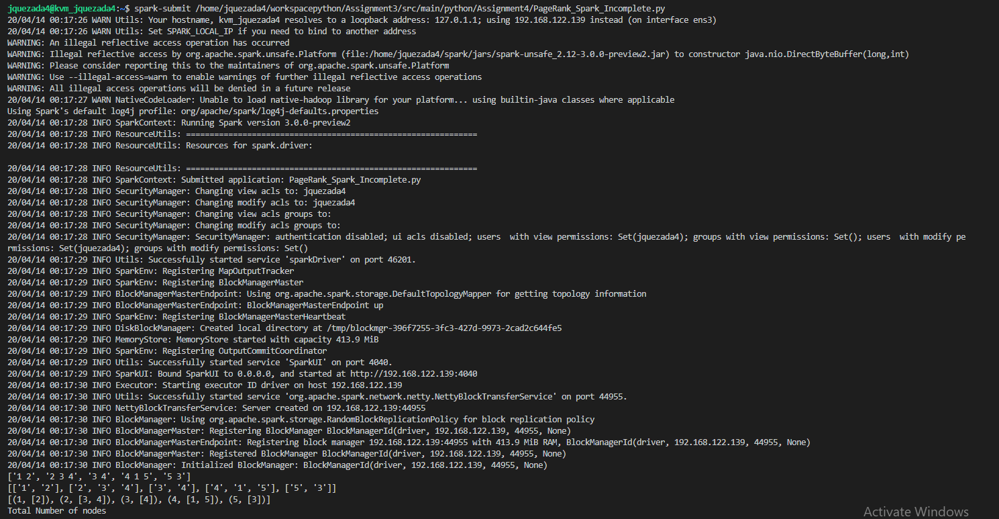 jquezada4@kvm_jquezada4:~$ spark-submit /home/jquezada4/workspacepython/Assignment3/src/main/python/Assignment4/PageRank_Spark_Incomplete.py
20/04/14 00:17:26 WARN Utils: Your hostname, kvm_jquezada4 resolves to a loopback address: 127.0.1.1; using 192.168.122.139 instead (on interface ens3)
20/04/14 00:17:26 WARN Utils: Set SPARK_LOCAL_IP if you need to bind to another address
WARNING: An illegal reflective access operation has occurred
WARNING: Illegal reflective access by org.apache.spark.unsafe.Platform (file:/home/jquezada4/spark/jars/spark-unsafe_2.12-3.0.0-preview2.jar) to constructor java.nio.DirectByteBuffer(long,int)
WARNING: Please consider reporting this to the maintainers of org.apache.spark.unsafe.Platform
WARNING: Use --illegal-access=warn to enable warnings of further illegal reflective access operations
WARNING: All illegal access operations will be denied in a future release
20/04/14 00:17:27 WARN NativeCodeLoader: Unable to load native-hadoop library for your platform... using builtin-java classes where applicable
Using Spark's default log4j profile: org/apache/spark/log4j-defaults.properties
20/04/14 00:17:28 INFO SparkContext: Running Spark version 3.0.0-preview2
20/04/14 00:17:28 INFO ResourceUtils: ==============================================================
20/04/14 00:17:28 INFO ResourceUtils: Resources for spark.driver:

20/04/14 00:17:28 INFO ResourceUtils: ==============================================================
20/04/14 00:17:28 INFO SparkContext: Submitted application: PageRank_Spark_Incomplete.py
20/04/14 00:17:28 INFO SecurityManager: Changing view acls to: jquezada4
20/04/14 00:17:28 INFO SecurityManager: Changing modify acls to: jquezada4
20/04/14 00:17:28 INFO SecurityManager: Changing view acls groups to:
20/04/14 00:17:28 INFO SecurityManager: Changing modify acls groups to:
20/04/14 00:17:28 INFO SecurityManager: SecurityManager: authentication disabled; ui acls disabled; users  with view permissions: Set(jquezada4); groups with view permissions: Set(); users  with modify pe
rmissions: Set(jquezada4); groups with modify permissions: Set()
20/04/14 00:17:29 INFO Utils: Successfully started service 'sparkDriver' on port 46201.
20/04/14 00:17:29 INFO SparkEnv: Registering MapOutputTracker
20/04/14 00:17:29 INFO SparkEnv: Registering BlockManagerMaster
20/04/14 00:17:29 INFO BlockManagerMasterEndpoint: Using org.apache.spark.storage.DefaultTopologyMapper for getting topology information
20/04/14 00:17:29 INFO BlockManagerMasterEndpoint: BlockManagerMasterEndpoint up
20/04/14 00:17:29 INFO SparkEnv: Registering BlockManagerMasterHeartbeat
20/04/14 00:17:29 INFO DiskBlockManager: Created local directory at /tmp/blockmgr-396f7255-3fc3-427d-9973-2cad2c644fe5
20/04/14 00:17:29 INFO MemoryStore: MemoryStore started with capacity 413.9 MiB
20/04/14 00:17:29 INFO SparkEnv: Registering OutputCommitCoordinator
20/04/14 00:17:29 INFO Utils: Successfully started service 'SparkUI' on port 4040.
20/04/14 00:17:29 INFO SparkUI: Bound SparkUI to 0.0.0.0, and started at http://192.168.122.139:4040
20/04/14 00:17:30 INFO Executor: Starting executor ID driver on host 192.168.122.139
20/04/14 00:17:30 INFO Utils: Successfully started service 'org.apache.spark.network.netty.NettyBlockTransferService' on port 44955.
20/04/14 00:17:30 INFO NettyBlockTransferService: Server created on 192.168.122.139:44955
20/04/14 00:17:30 INFO BlockManager: Using org.apache.spark.storage.RandomBlockReplicationPolicy for block replication policy
20/04/14 00:17:30 INFO BlockManagerMaster: Registering BlockManager BlockManagerId(driver, 192.168.122.139, 44955, None)
20/04/14 00:17:30 INFO BlockManagerMasterEndpoint: Registering block manager 192.168.122.139:44955 with 413.9 MiB RAM, BlockManagerId(driver, 192.168.122.139, 44955, None)
20/04/14 00:17:30 INFO BlockManagerMaster: Registered BlockManager BlockManagerId(driver, 192.168.122.139, 44955, None)
20/04/14 00:17:30 INFO BlockManager: Initialized BlockManager: BlockManagerId(driver, 192.168.122.139, 44955, None)
['1 2', '2 3 4', '3 4', '4 1 5', '5 3']
[['1', '2'], ['2', '3', '4'], ['3', '4'], ['4', '1', '5'], ['5', '3']]
[(1, [2]), (2, [3, 4]), (3, [4]), (4, [1, 5]), (5, [3])]
Total Number of nodes
Activate Windows